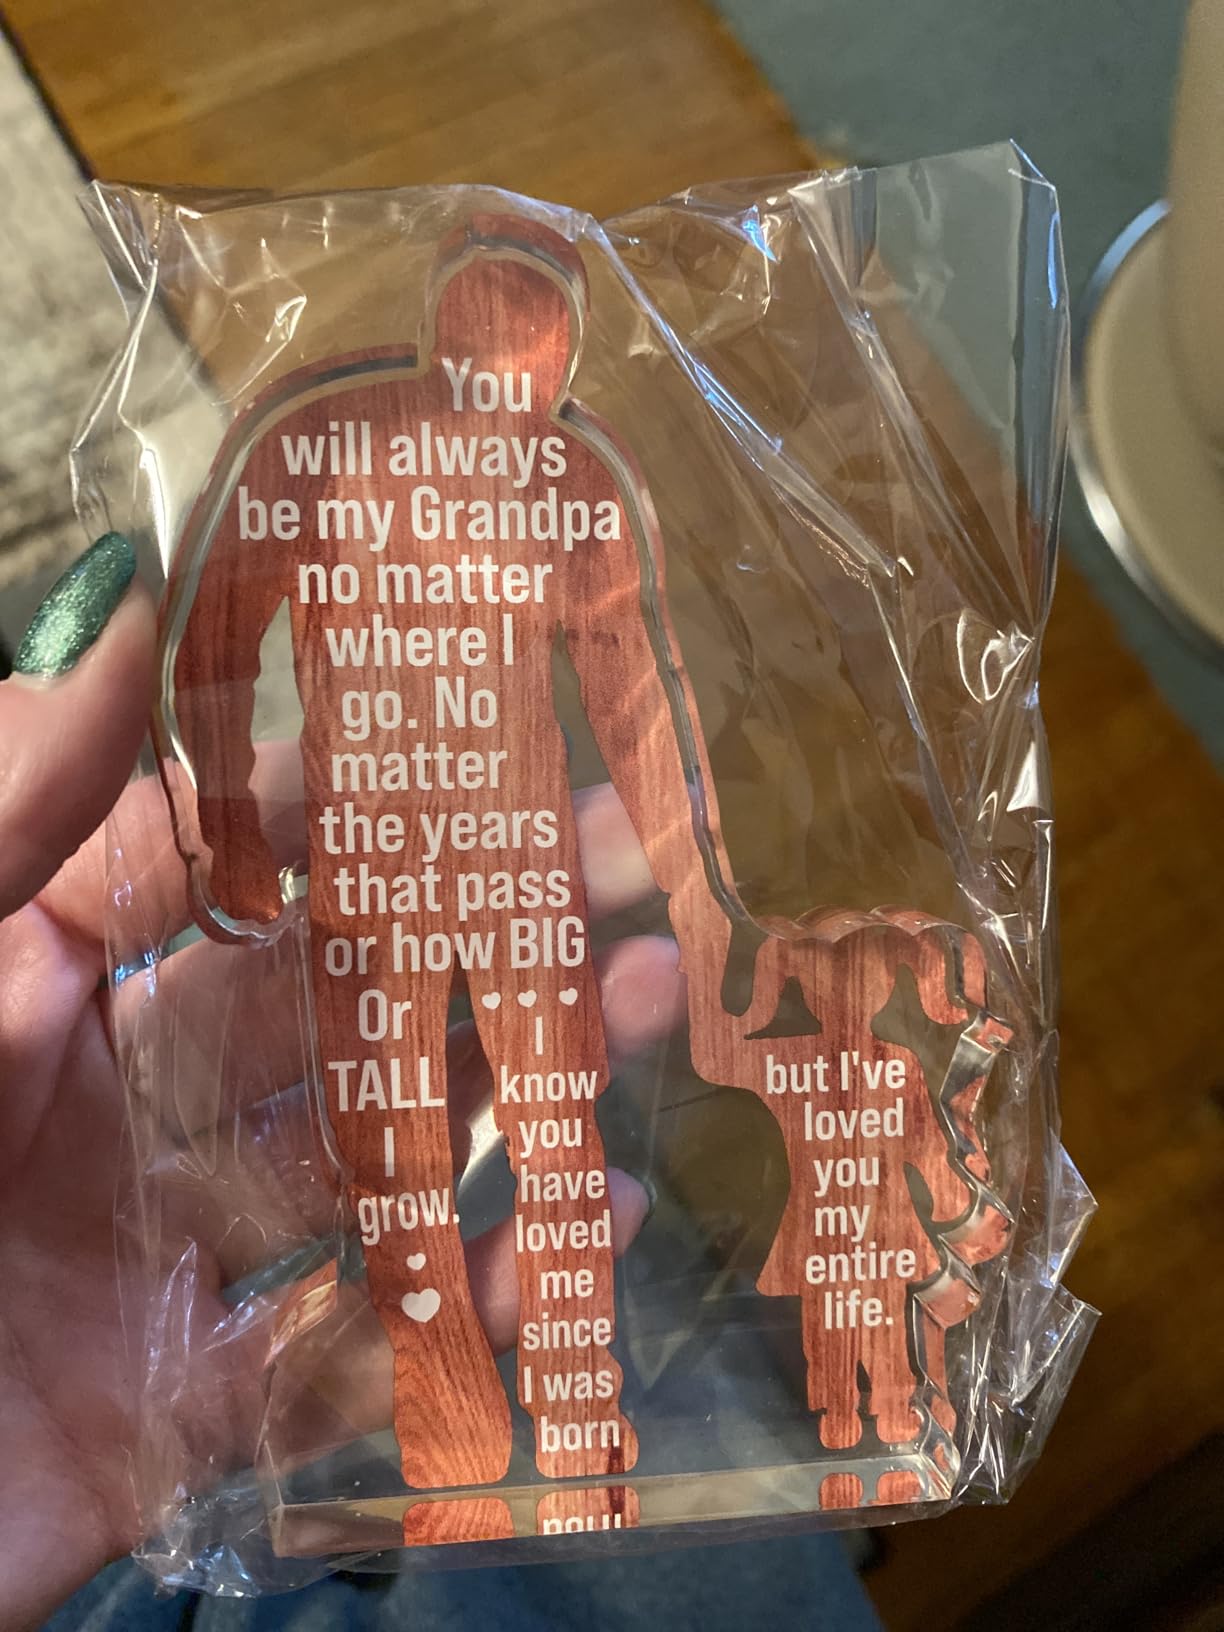 You
will always
be my Grandpa
no matter
where I
go. No
matter
the years
that pass
or how BIG
Or
TALL
I
grow.
I
know
you
have
loved
me
since
I was
born
but I've
loved
you
my
entire
life.